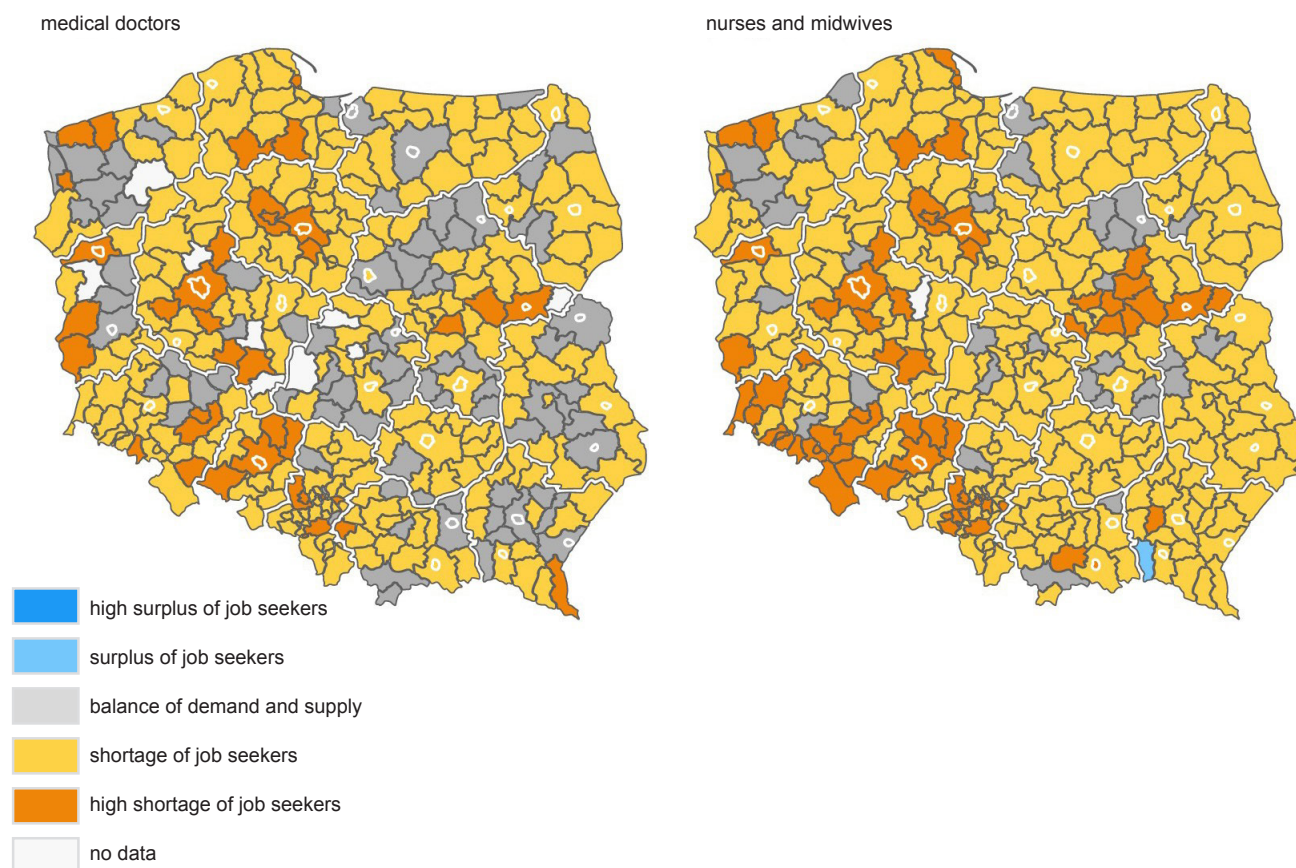 medical doctors
nurses and midwives
high surplus of job seekers
surplus of job seekers
balance of demand and supply
shortage of job seekers
high shortage of job seekers
no data